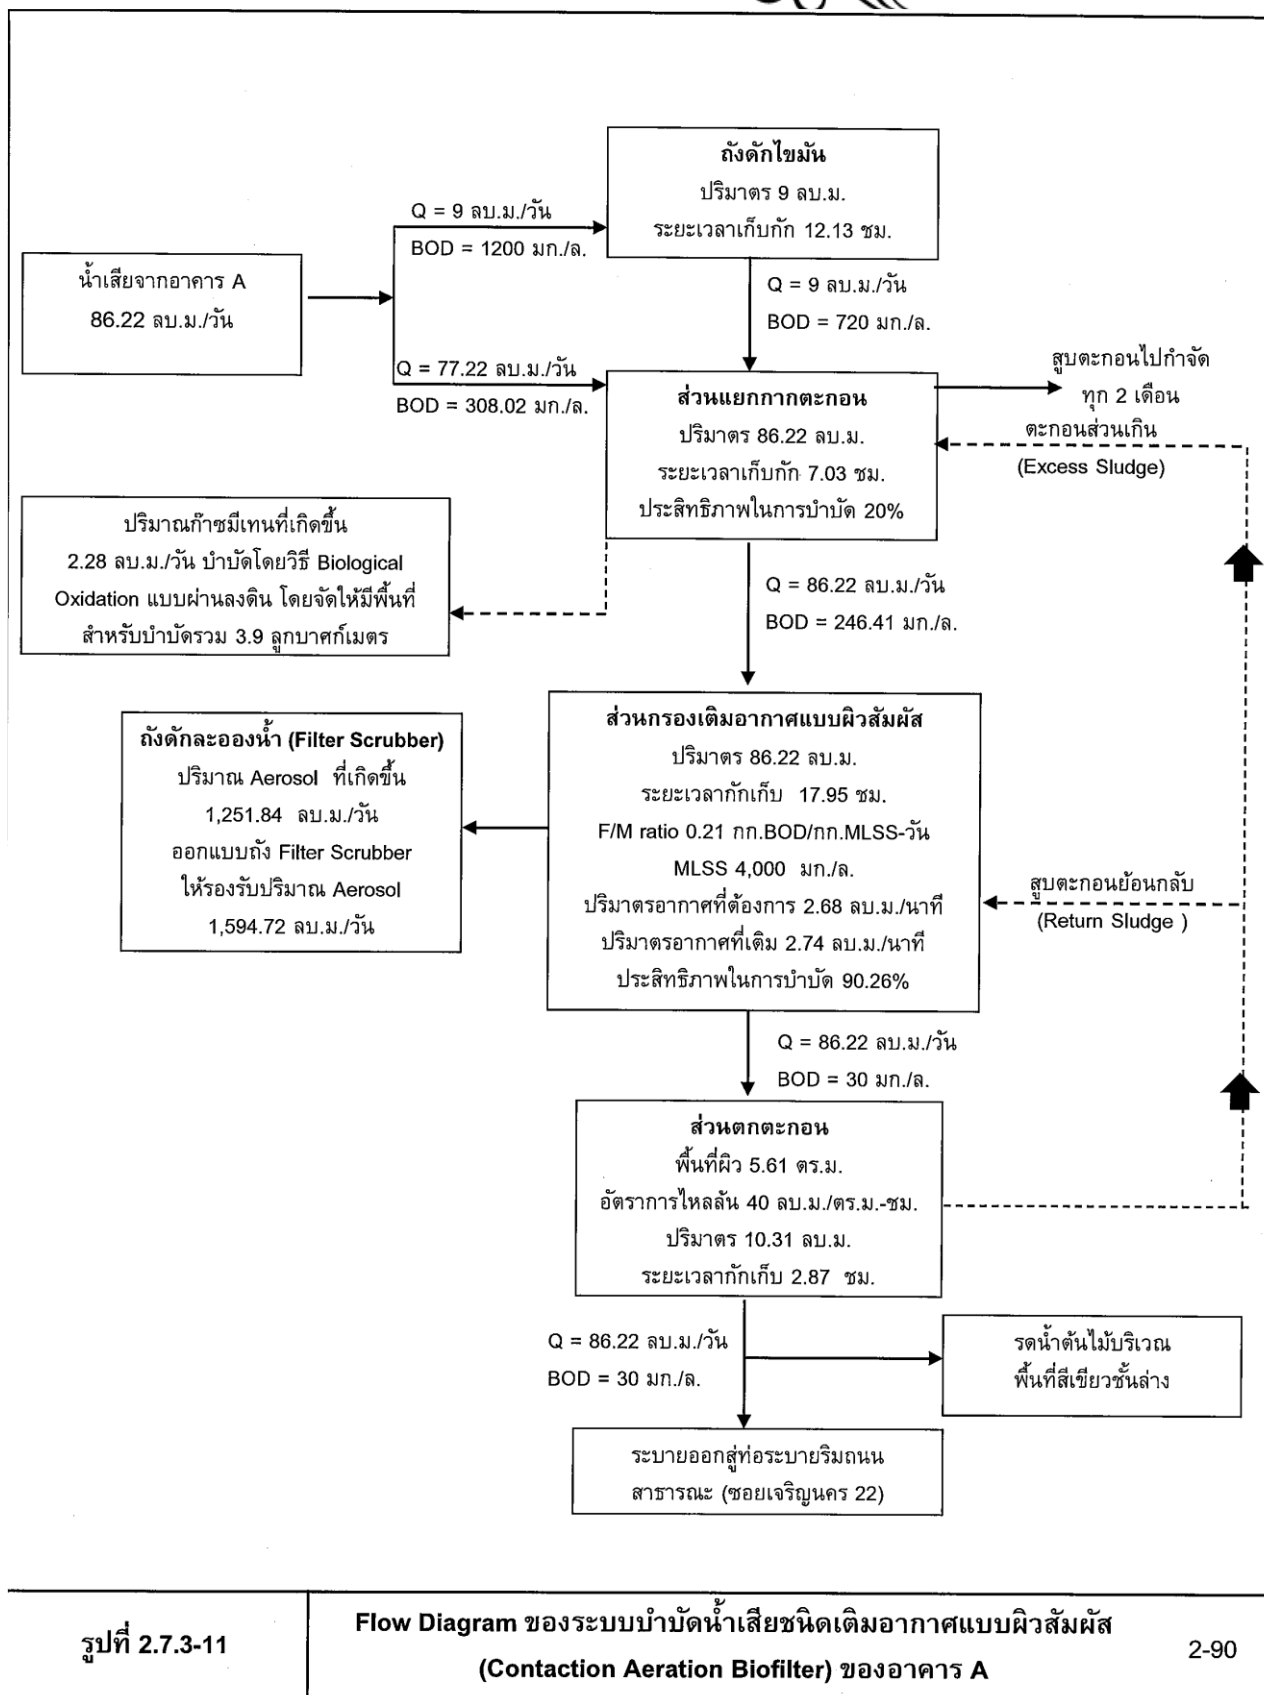 ถังดักไขมัน
ปริมาตร 9 ลบ.ม.
ระยะเวลาเก็บกัก 12.13 ชม.
Q = 9 ลบ.ม./วัน
BOD = 1200 มก./ล.
น้ำเสียจากอาคาร A
86.22 ลบ.ม./วัน
Q = 9 ลบ.ม./วัน
BOD = 720 มก./ล.
Q = 77.22 ลบ.ม./วัน
BOD = 308.02 มก./ล.
ส่วนแยกกากตะกอน
ปริมาตร 86.22 ลบ.ม.
ระยะเวลาเก็บกัก 7.03 ชม.
ประสิทธิภาพในการบำบัด 20%
สูบตะกอนไปกำจัด
ทุก 2 เดือน
ตะกอนส่วนเกิน
(Excess Sludge)
ปริมาณก๊าซมีเทนที่เกิดขึ้น
2.28 ลบ.ม./วัน บำบัดโดยวิธี Biological
Oxidation แบบผ่านลงดิน โดยจัดให้มีพื้นที่
สำหรับบำบัดรวม 3.9 ลูกบาศก์เมตร
Q = 86.22 ลบ.ม./วัน
BOD = 246.41 มก./ล.
ส่วนกรองเติมอากาศแบบผิวสัมผัส
ปริมาตร 86.22 ลบ.ม.
ระยะเวลากักเก็บ 17.95 ชม.
F/M ratio 0.21 กก.BOD/กก.MLSS-วัน
MLSS 4,000 มก./ล.
ปริมาตรอากาศที่ต้องการ 2.68 ลบ.ม./นาที
ปริมาตรอากาศที่เติม 2.74 ลบ.ม./นาที
ประสิทธิภาพในการบำบัด 90.26%
ถังดักละอองน้ำ (Filter Scrubber)
ปริมาณ Aerosol ที่เกิดขึ้น
1,251.84 ลบ.ม./วัน
ออกแบบถัง Filter Scrubber
ให้รองรับปริมาณ Aerosol
1,594.72 ลบ.ม./วัน
สูบตะกอนย้อนกลับ
(Return Sludge )
Q = 86.22 ลบ.ม./วัน
BOD = 30 มก./ล.
ส่วนตกตะกอน
พื้นที่ผิว 5.61 ตร.ม.
อัตราการไหลล้น 40 ลบ.ม./ตร.ม.-ชม.
ปริมาตร 10.31 ลบ.ม.
ระยะเวลากักเก็บ 2.87 ชม.
Q = 86.22 ลบ.ม./วัน
BOD = 30 มก./ล.
รดน้ำต้นไม้บริเวณ
พื้นที่สีเขียวชั้นล่าง
ระบายออกสู่ท่อระบายริมถนน
สาธารณะ (ซอยเจริญนคร 22)
รูปที่ 2.7.3-11
Flow Diagram ของระบบบำบัดน้ำเสียชนิดเติมอากาศแบบผิวสัมผัส
(Contaction Aeration Biofilter) ของอาคาร A
2-90